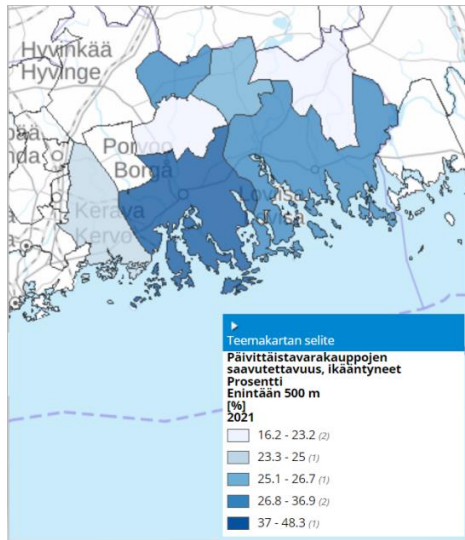 Hyvinkää
Hyvinge
Porvoo
Borgå
Kerava
Kervo
Loviisa
Lovisa
Teemakartan selite
Päivittäistavarakauppojen
saavutettavuus, ikääntyneet
Prosentti
Enintään 500 m
[%]
2021
16.2 - 23.2 (2)
23.3 - 25 (1)
25.1 - 26.7 (1)
26.8 - 36.9 (2)
37 - 48.3 (1)